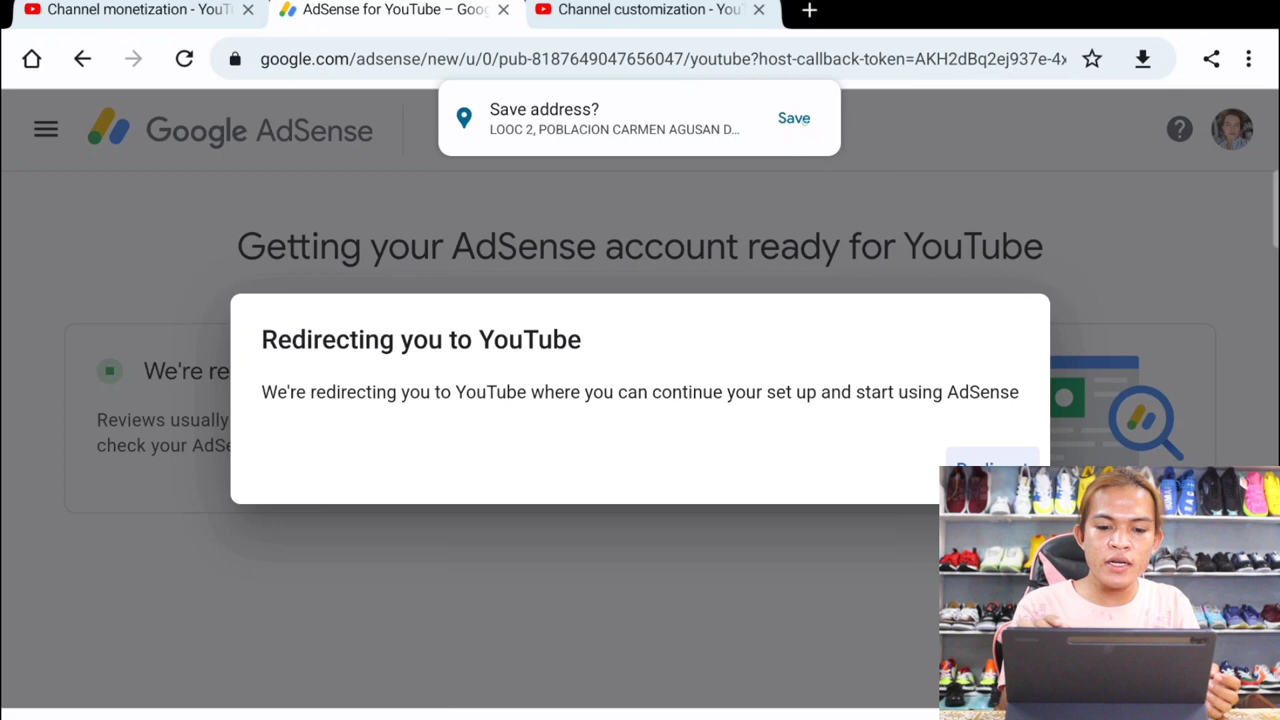 Channel monetization - YouT
AdSense for YouTube – Goog
Channel customization - YouT
google.com/adsense/new/u/0/pub-8187649047656047/youtube?host-callback-token=AKH2dBq2ej937e-4x
Save address?
LOOC 2, POBLACION CARMEN AGUSAN D...
Save
Google AdSense
Getting your AdSense account ready for YouTube
Redirecting you to YouTube
We're redirecting you to YouTube where you can continue your set up and start using AdSense
We're re
Reviews usually
check your AdS